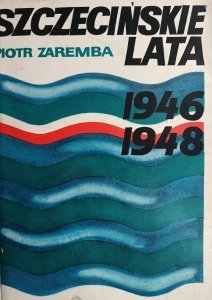 SZCZECIŃSKIE
PIOTR ZAREMBA LATA
1946
1948